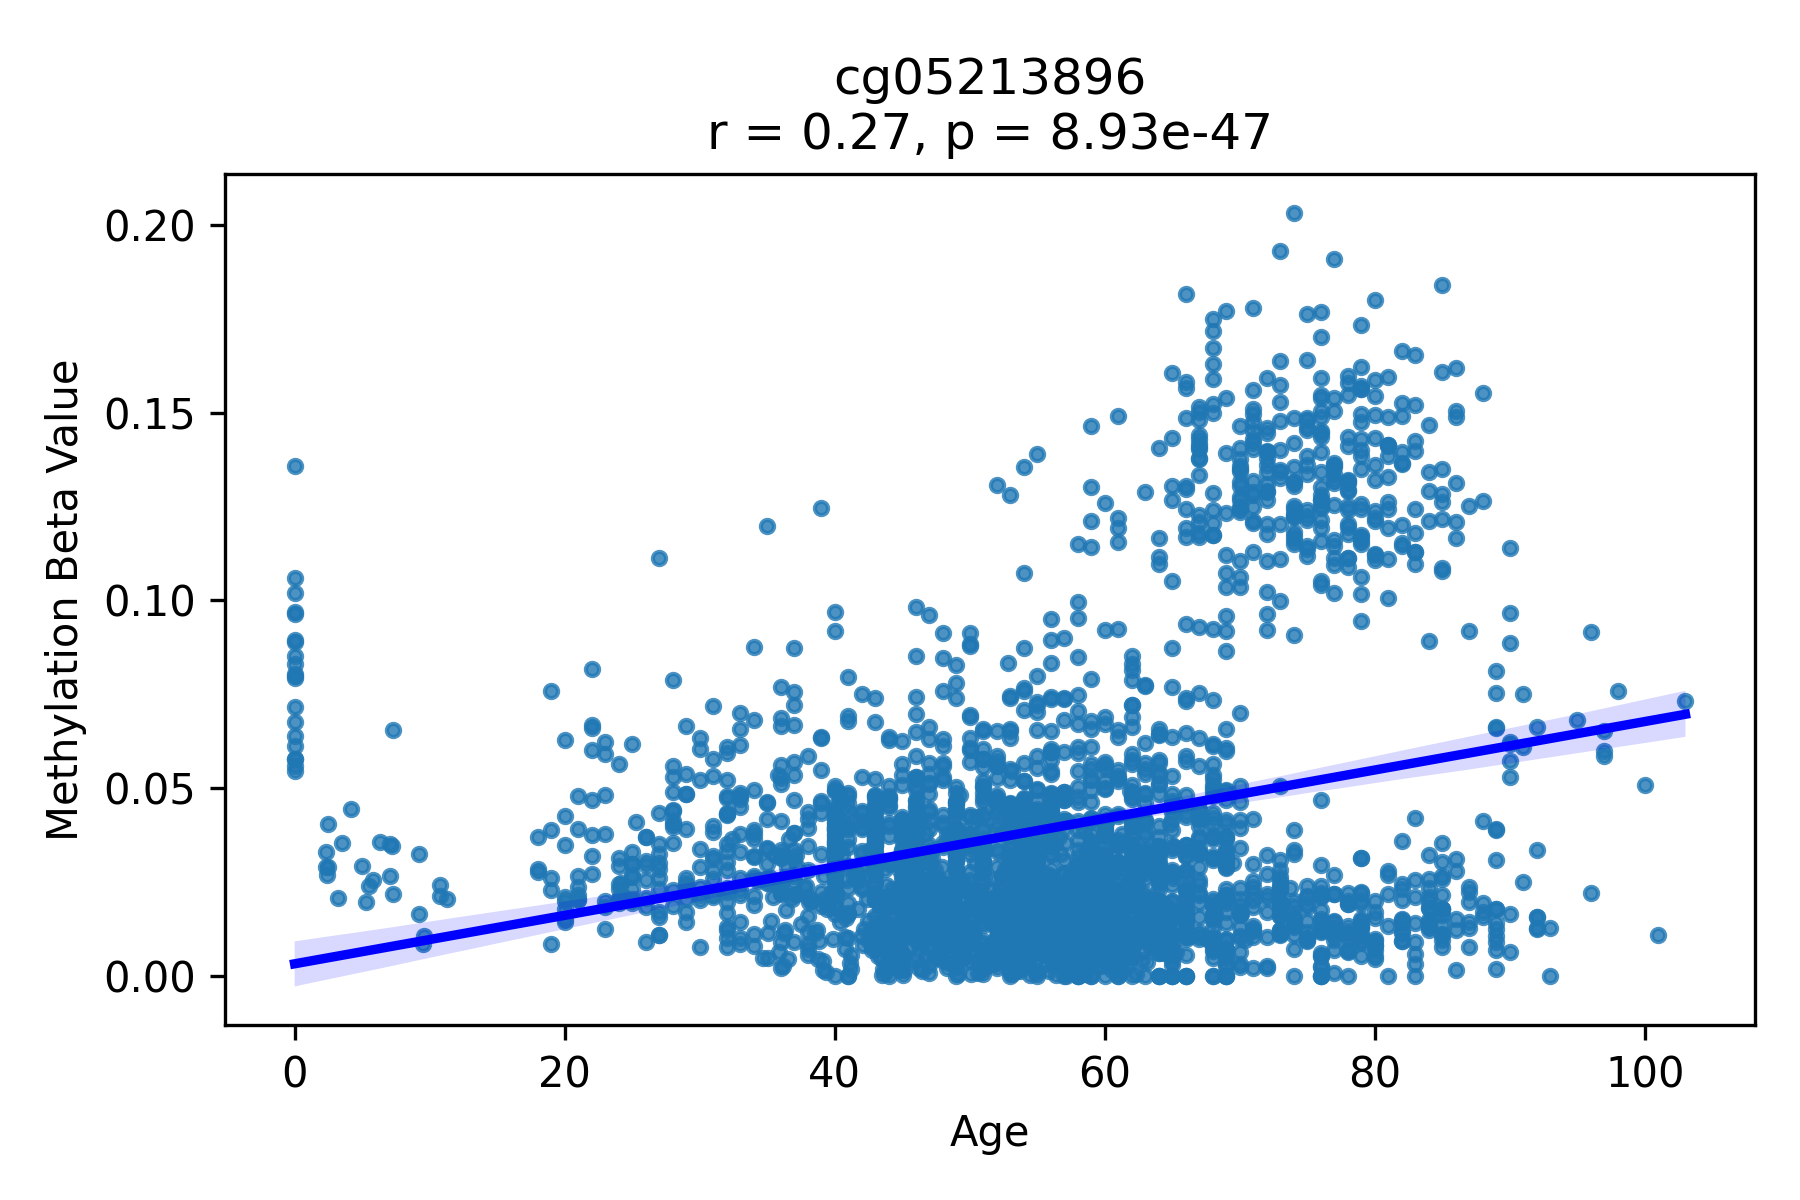 cg05213896
r = 0.27, p = 8.93e-47
Methylation Beta Value
0.20
0.15
0.10
0.05
0.00
0
20
40
60
80
100
Age